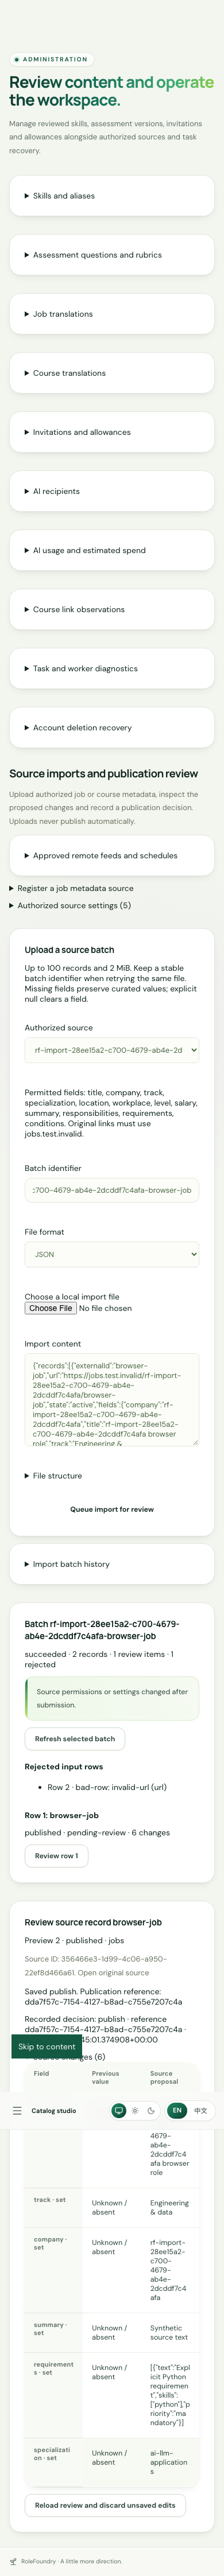 ADMINISTRATION
Review content and operate
the workspace.
Manage reviewed skills, assessment versions, invitations
and allowances alongside authorized sources and task
recovery.
Skills and aliases
Assessment questions and rubrics
Job translations
Course translations
Invitations and allowances
AI recipients
AI usage and estimated spend
Course link observations
Task and worker diagnostics
Account deletion recovery
Source imports and publication review
Upload authorized job or course metadata, inspect the
proposed changes and record a publication decision.
Uploads never publish automatically.
Approved remote feeds and schedules
Register a job metadata source
Authorized source settings (5)
Upload a source batch
Up to 100 records and 2 MiB. Keep a stable
batch identifier when retrying the same file.
Missing fields preserve curated values; explicit
null clears a field.
Authorized source
rf-import-28ee15a2-c700-4679-ab4e-2d
Permitted fields: title, company, track,
specialization, location, workplace, level, salary,
summary, responsibilities, requirements,
conditions. Original links must use
jobs.test.invalid.
Batch identifier
:700-4679-ab4e-2dcddf7c4afa-browser-job
File format
JSON
Choose a local import file
Choose File No file chosen
Import content
{"records":[{"externalId":"browser-
job","url":"https://jobs.test.invalid/rf-import-
28ee15a2-c700-4679-ab4e-
2dcddf7c4afa/browser-
job","state":"active","fields":{"company":"rf-
import-28ee15a2-c700-4679-ab4e-
2dcddf7c4afa","title":"rf-import-28ee15a2-
c700-4679-ab4e-2dcddf7c4afa browser
role","track":"Engineering &
File structure
Queue import for review
Import batch history
Batch rf-import-28ee15a2-c700-4679-
ab4e-2dcddf7c4afa-browser-job
succeeded · 2 records · 1 review items · 1
rejected
Source permissions or settings changed after
submission.
Refresh selected batch
Rejected input rows
Row 2 · bad-row: invalid-url (url)
Row 1: browser-job
published · pending-review · 6 changes
Review row 1
Review source record browser-job
Preview 2 · published · jobs
Source ID: 356466e3-1d99-4c06-a950-
22ef8d466a61. Open original source
Saved publish. Publication reference:
dda7f57c-7154-4127-b8ad-c755e7207c4a
Recorded decision: publish · reference
dda7f57c-7154-4127-b8ad-c755e7207c4a ·
45:01.374908+00:00
Skip to content
changes (6)
Field Previous value Source proposal
Catalog studio EN 中文
4679-
ab4e-
2dcddf7c4
afa browser
role
track · set Unknown / absent Engineering & data
company · set Unknown / absent rf-import-
28ee15a2-
c700-
4679-
ab4e-
2dcddf7c4
afa
summary · set Unknown / absent Synthetic source text
requirement
s · set Unknown / absent [{"text":"Expl
icit Python
requiremen
t","skills":
["python"],"p
riority":"ma
ndatory"}]
specializati
on · set Unknown / absent ai-llm-
application
s
Reload review and discard unsaved edits
RoleFoundry · A little more direction.